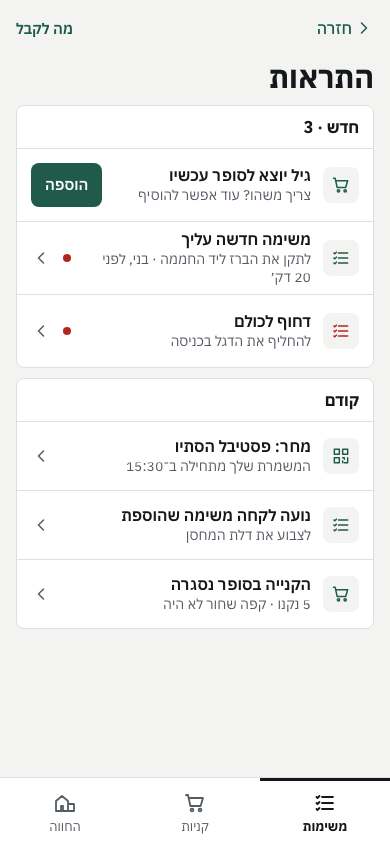 חזרה
מה לקבל
התראות
חדש · 3
גיל יוצא לסופר עכשיו
צריך משהו? עוד אפשר להוסיף
הוספה
משימה חדשה עליך
לתקן את הברז ליד החממה · בני, לפני
20 דק׳
דחוף לכולם
להחליף את הדגל בכניסה
קודם
מחר: פסטיבל הסתיו
המשמרת שלך מתחילה ב־15:30
נועה לקחה משימה שהוספת
לצבוע את דלת המחסן
הקנייה בסופר נסגרה
5 נקנו · קפה שחור לא היה
משימות
קניות
החווה